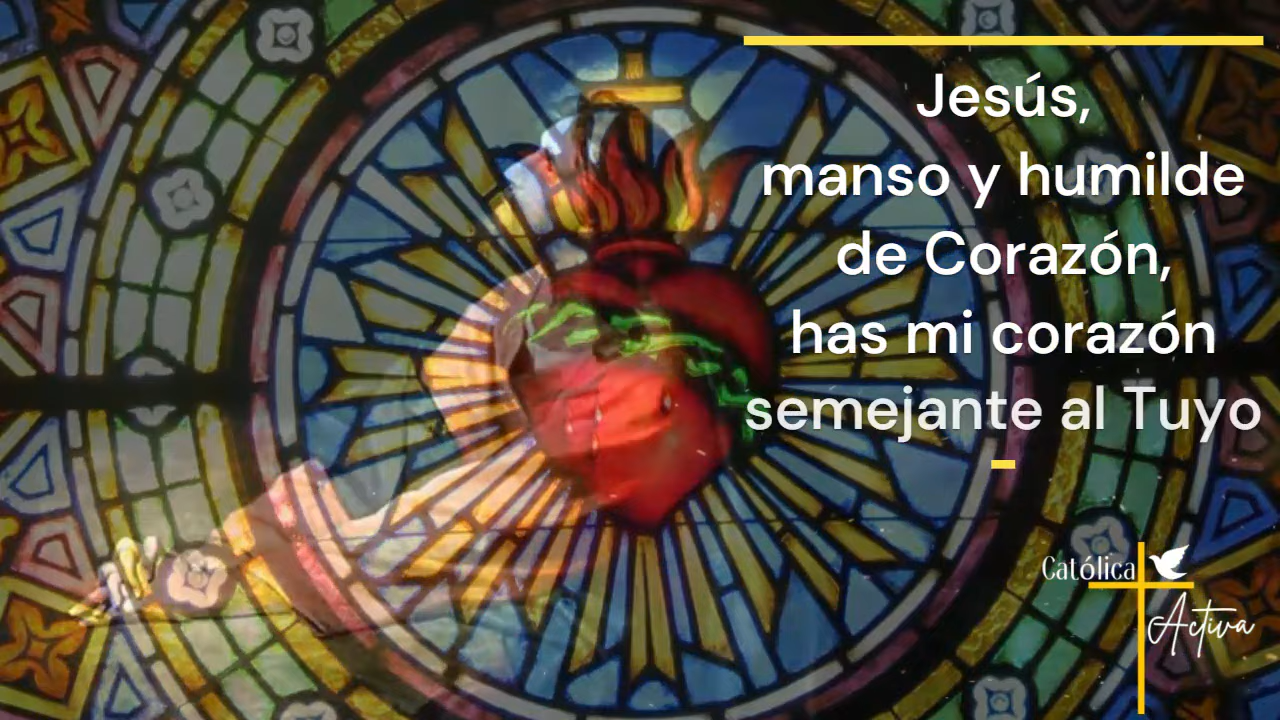 Jesús,
manso y humilde
de Corazón,
has mi corazón
semejante al Tuyo
Católica
Activa